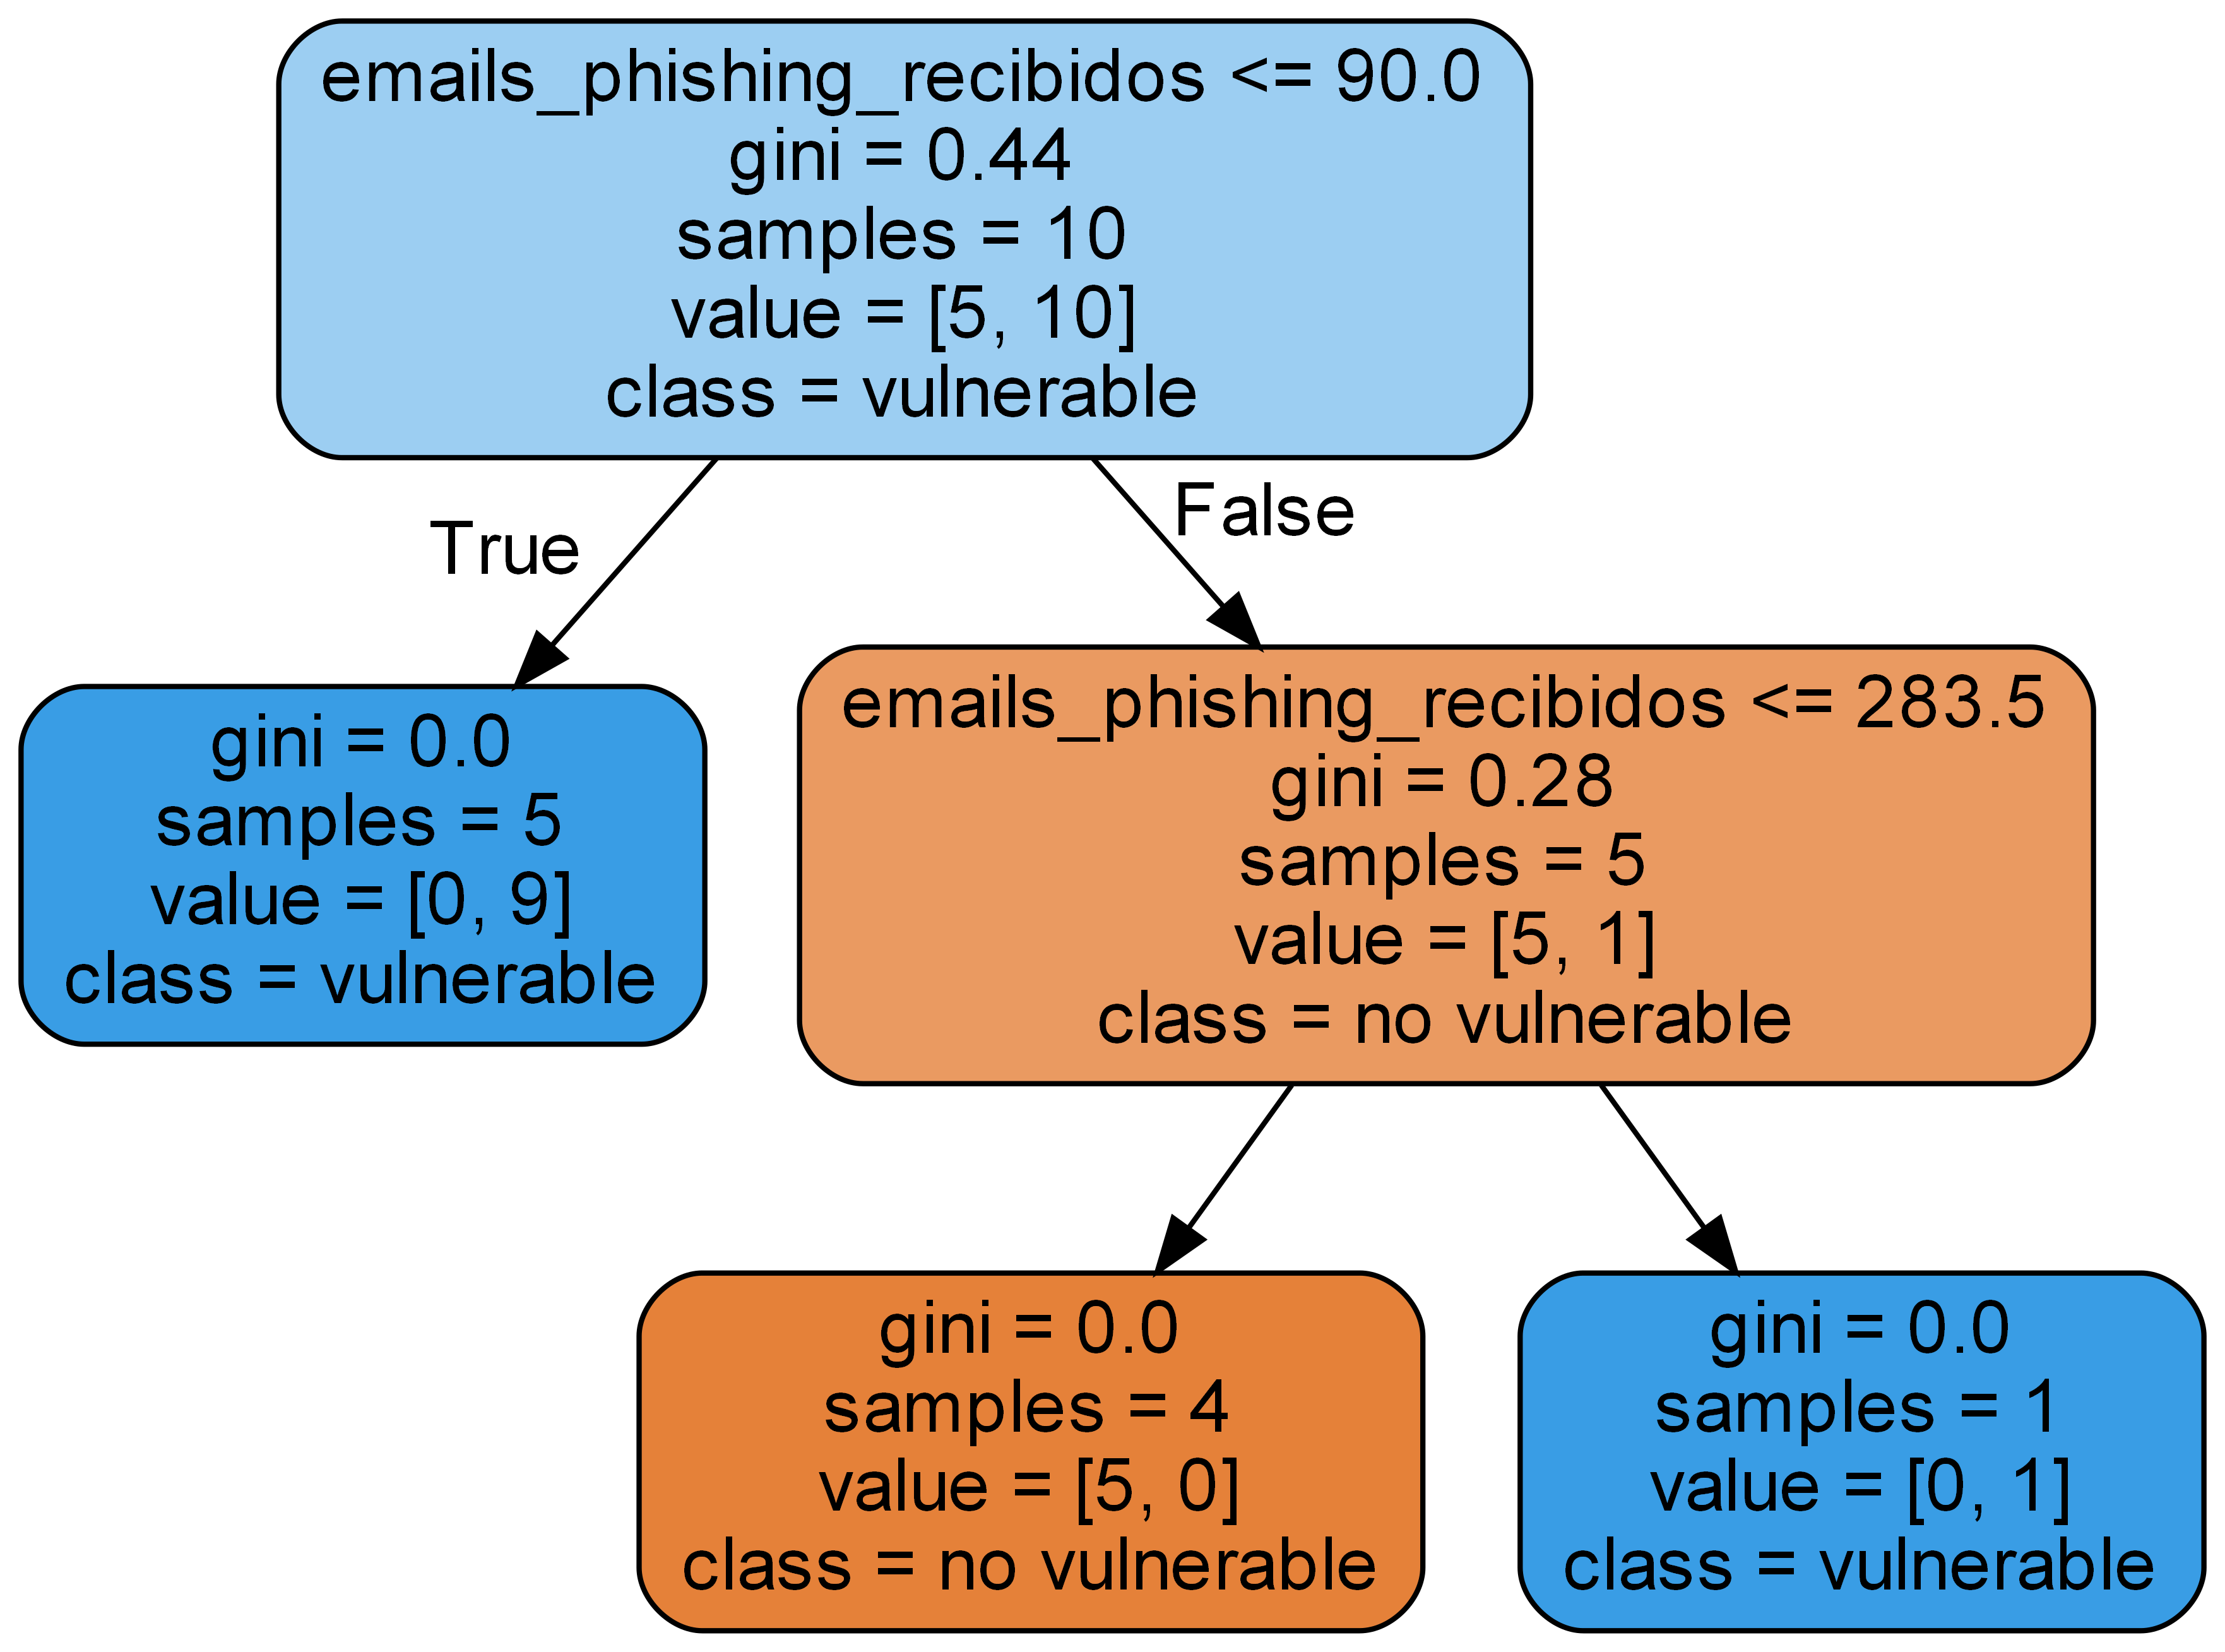 emails_phishing_recibidos <= 90.0
gini = 0.44
samples = 10
value = [5, 10]
class = vulnerable
True
False
gini = 0.0
samples = 5
value = [0, 9]
class = vulnerable
emails_phishing_recibidos <= 283.5
gini = 0.28
samples = 5
value = [5, 1]
class = no vulnerable
gini = 0.0
samples = 4
value = [5, 0]
class = no vulnerable
gini = 0.0
samples = 1
value = [0, 1]
class = vulnerable